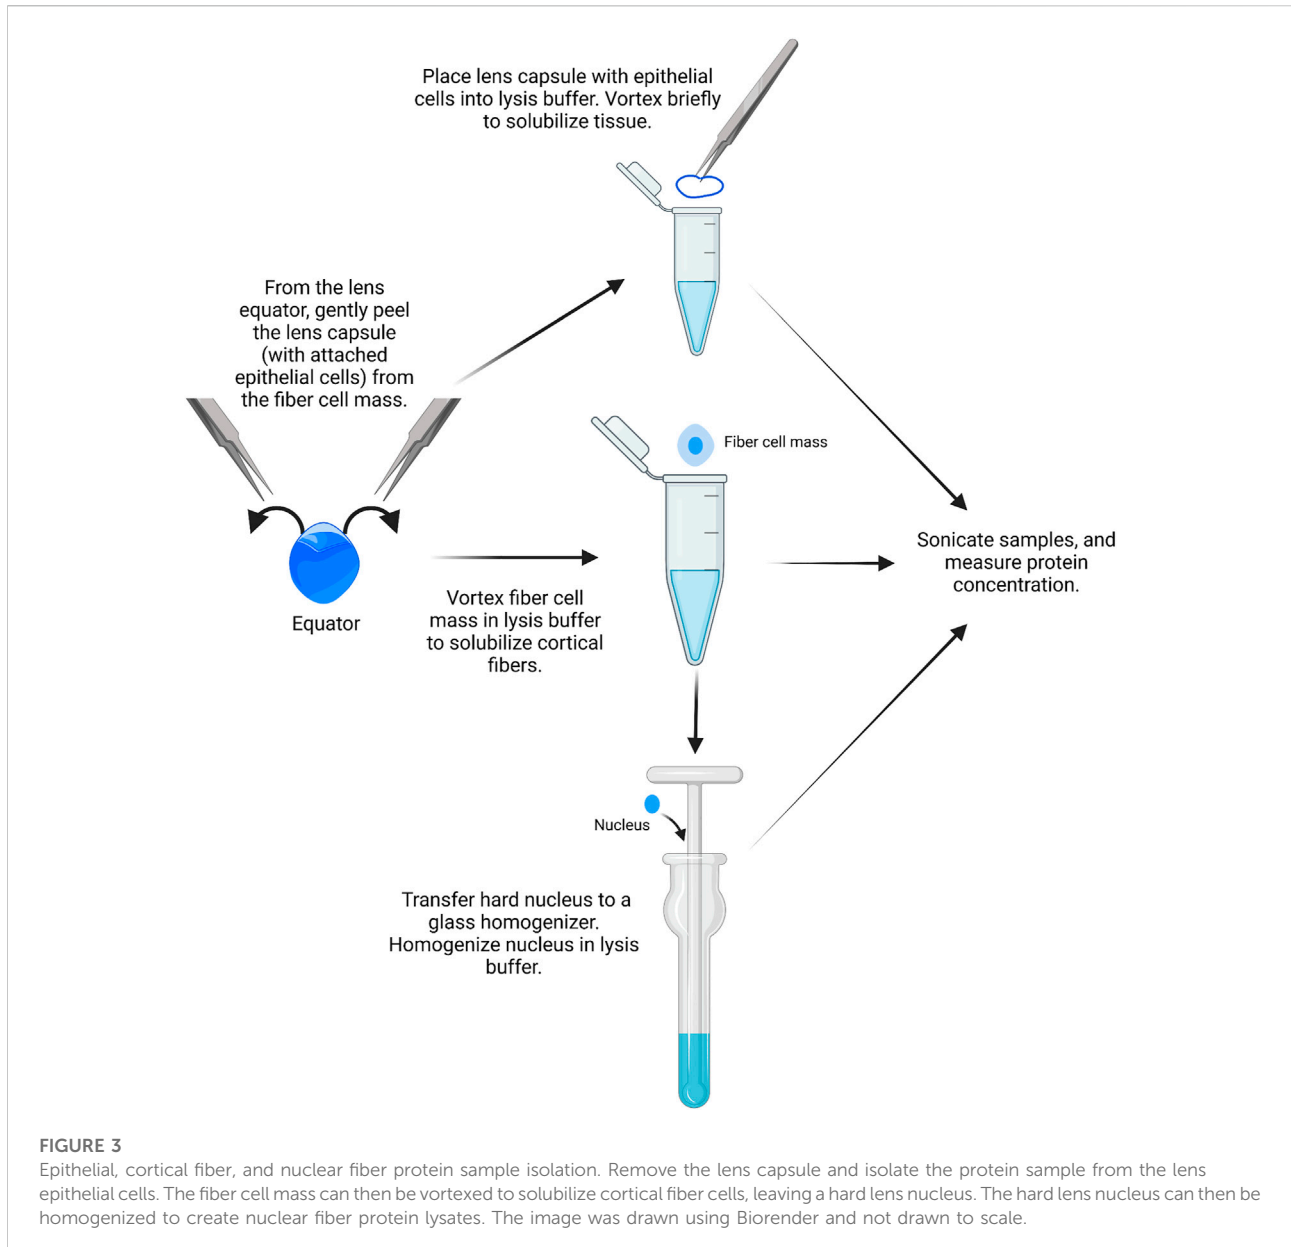 Place lens capsule with epithelial
cells into lysis buffer. Vortex briefly
to solubilize tissue.
From the lens
equator, gently peel
the lens capsule
(with attached
epithelial cells) from
the fiber cell mass.
Fiber cell mass
Equator
Vortex fiber cell
mass in lysis buffer
to solubilize cortical
fibers.
Sonicate samples, and
measure protein
concentration.
Nucleus
Transfer hard nucleus to a
glass homogenizer.
Homogenize nucleus in lysis
buffer.
FIGURE 3
Epithelial, cortical fiber, and nuclear fiber protein sample isolation. Remove the lens capsule and isolate the protein sample from the lens
epithelial cells. The fiber cell mass can then be vortexed to solubilize cortical fiber cells, leaving a hard lens nucleus. The hard lens nucleus can then be
homogenized to create nuclear fiber protein lysates. The image was drawn using Biorender and not drawn to scale.